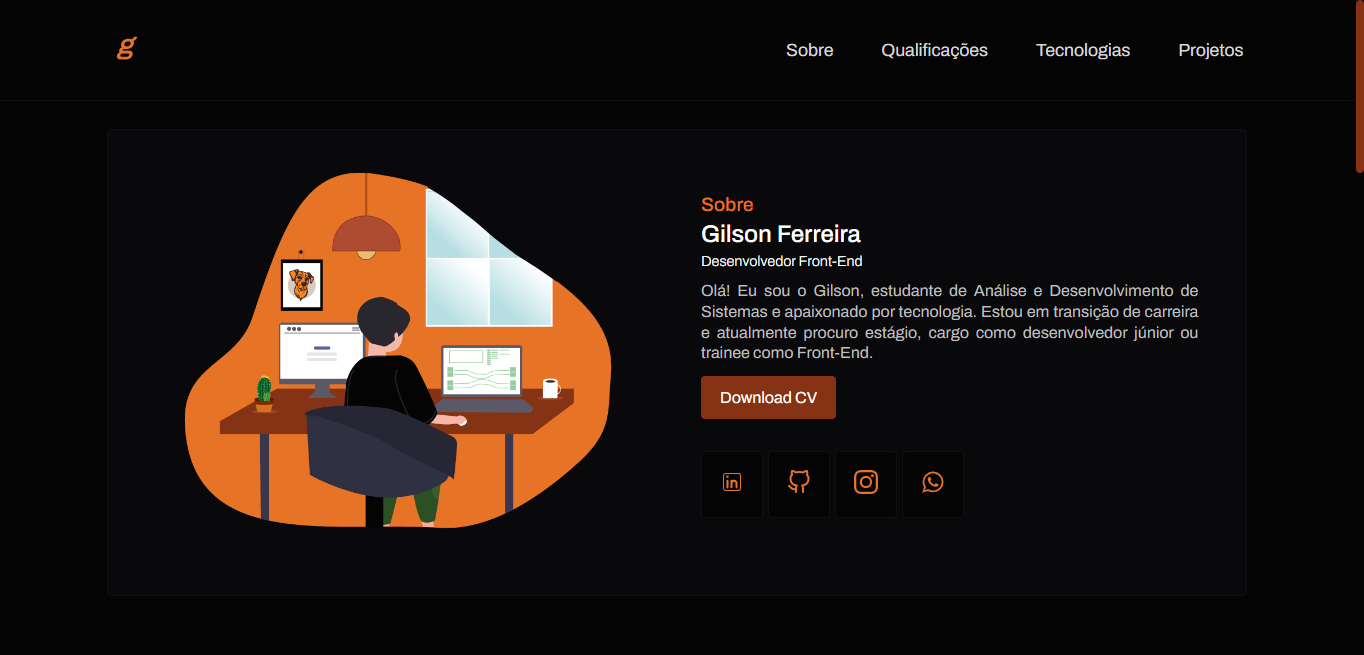 g
Sobre Qualificações Tecnologias Projetos
Sobre
Gilson Ferreira
Desenvolvedor Front-End
Olá! Eu sou o Gilson, estudante de Análise e Desenvolvimento de
Sistemas e apaixonado por tecnologia. Estou em transição de carreira
e atualmente procuro estágio, cargo como desenvolvedor júnior ou
trainee como Front-End.
Download CV
in